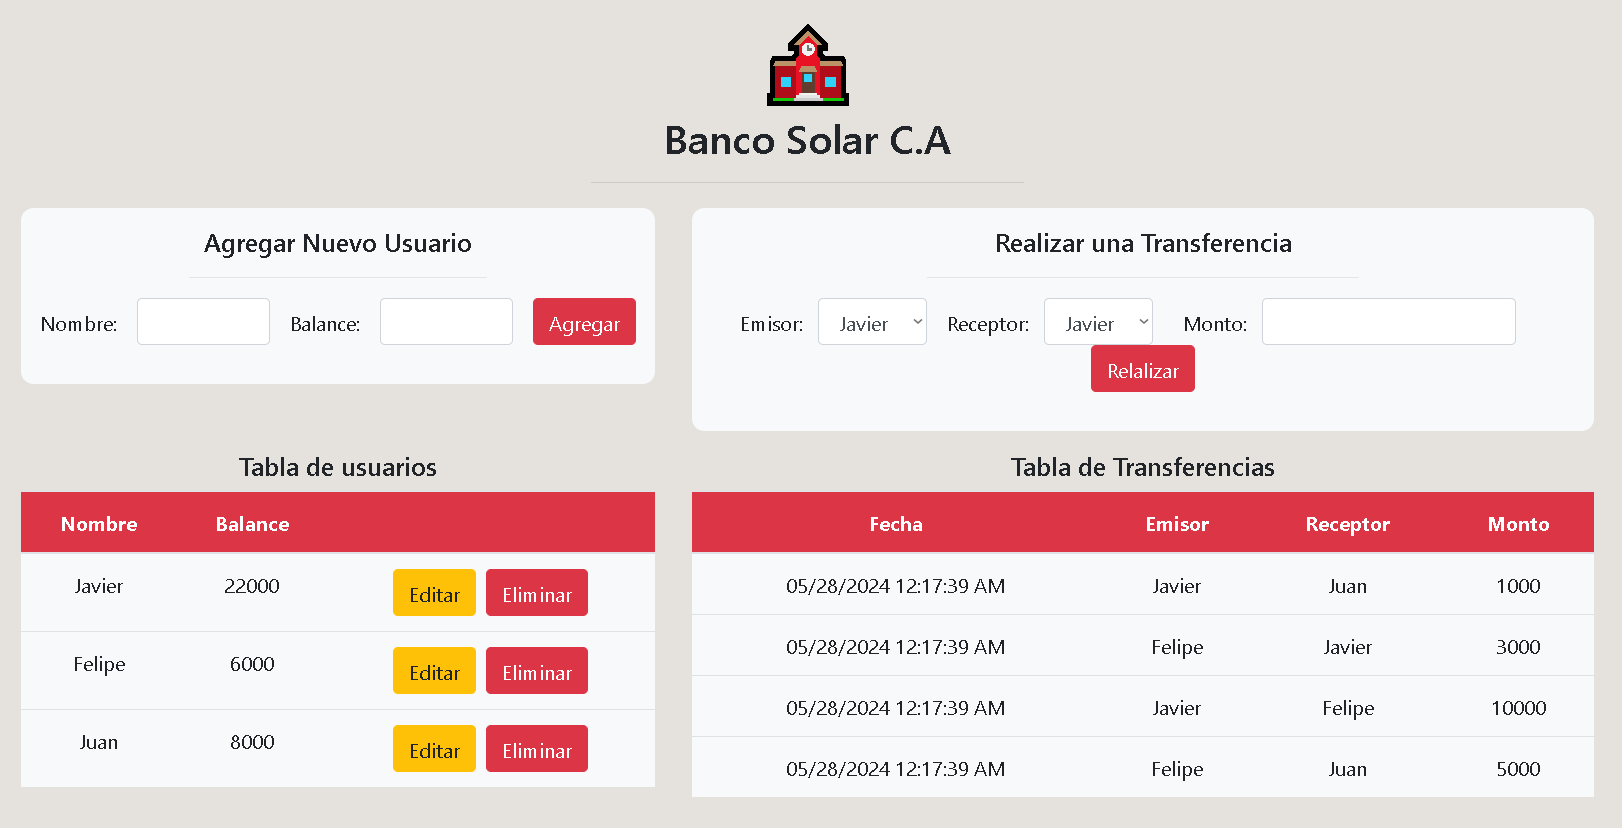 Banco Solar C.A
Agregar Nuevo Usuario
Nombre: Balance: Agregar
Realizar una Transferencia
Emisor: Javier Receptor: Javier Monto:
Relalizar
Tabla de usuarios
Nombre Balance
Javier 22000 Editar Eliminar
Felipe 6000 Editar Eliminar
Juan 8000 Editar Eliminar
Tabla de Transferencias
Fecha Emisor Receptor Monto
05/28/2024 12:17:39 AM Javier Juan 1000
05/28/2024 12:17:39 AM Felipe Javier 3000
05/28/2024 12:17:39 AM Javier Felipe 10000
05/28/2024 12:17:39 AM Felipe Juan 5000